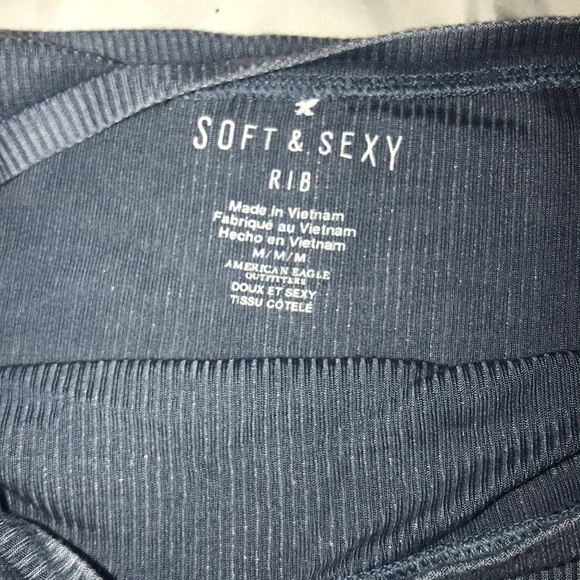 SOFT & SEXY
RIB
Made in Vietnam
Fabriqué au Vietnam
Hecho en Vietnam
M/M/M
AMERICAN EAGLE
OUTFITTERS
DOUX ET SEXY
TISSU CÔTELÉ